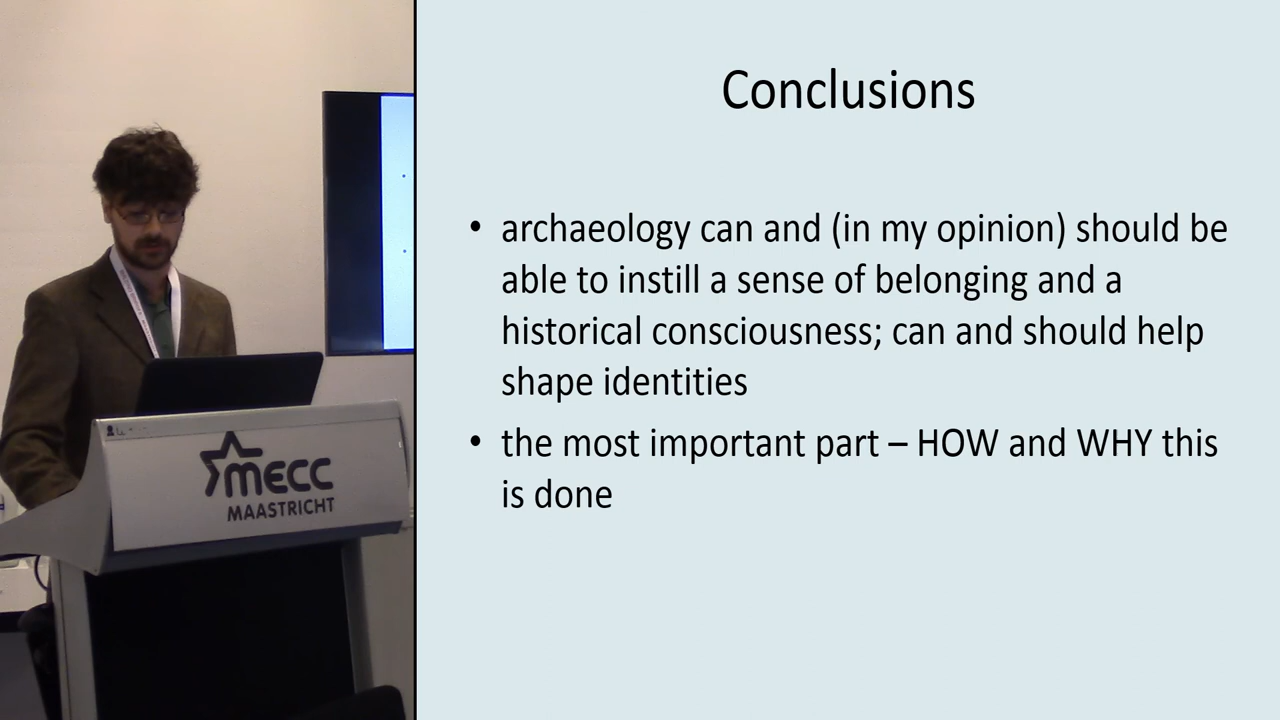 Conclusions
• archaeology can and (in my opinion) should be
able to instill a sense of belonging and a
historical consciousness; can and should help
shape identities
• the most important part – HOW and WHY this
is done
mecc
MAASTRICHT